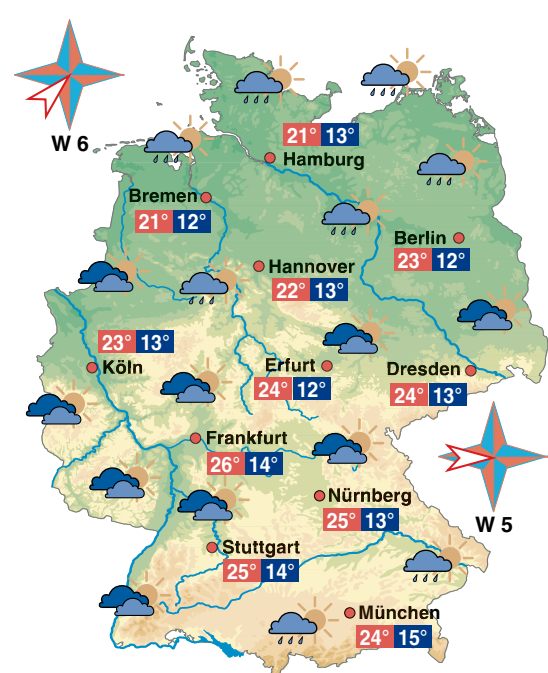 W 6
21° 13°
Hamburg
Bremen
21° 12°
Berlin
23° 12°
Hannover
22° 13°
23° 13°
Köln
Erfurt
24° 12°
Dresden
24° 13°
Frankfurt
26° 14°
Nürnberg
25° 13°
W 5
Stuttgart
25° 14°
München
24° 15°